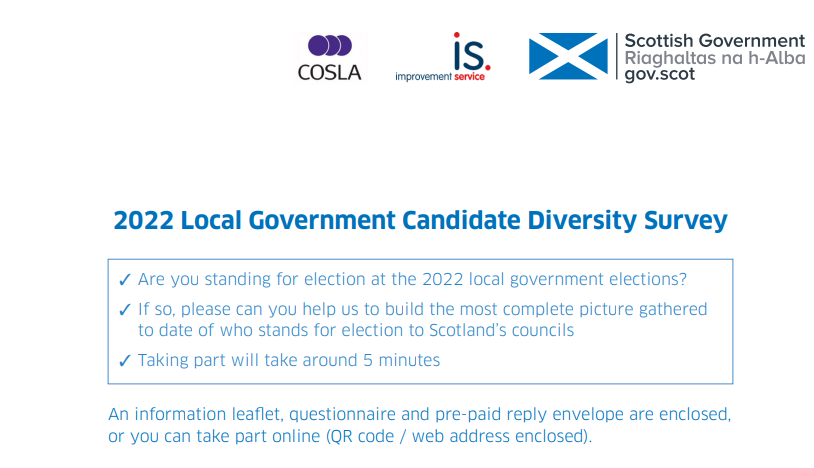 COSLA
is.
improvement service
Scottish Government
Riaghaltas na h-Alba
gov.scot
2022 Local Government Candidate Diversity Survey
✓ Are you standing for election at the 2022 local government elections?
✓ If so, please can you help us to build the most complete picture gathered
to date of who stands for election to Scotland's councils
✓ Taking part will take around 5 minutes
An information leaflet, questionnaire and pre-paid reply envelope are enclosed,
or you can take part online (QR code / web address enclosed).